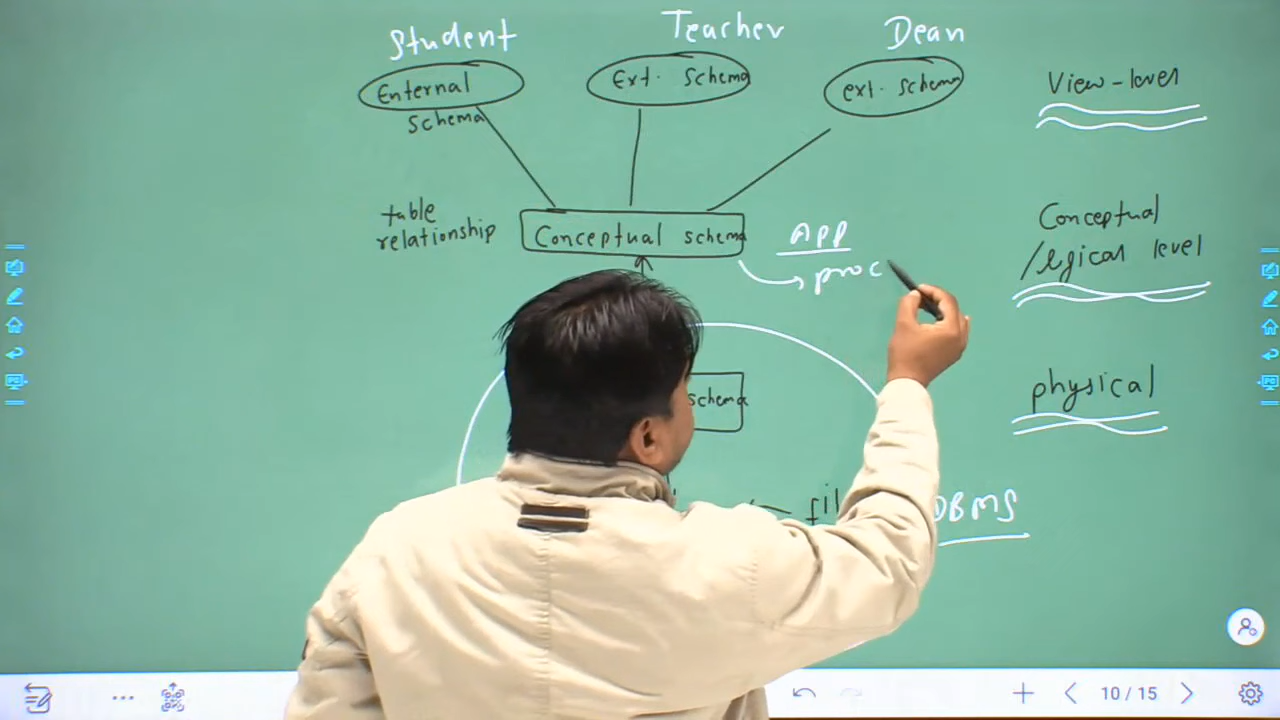 Student
Teacher
Dean
Enternal
schema
Ext. schema
ext. schema
View-level
table
relationship
Conceptual schema
APP
proc
Conceptual
/logical level
schema
physical
fil
DBMS
10 / 15